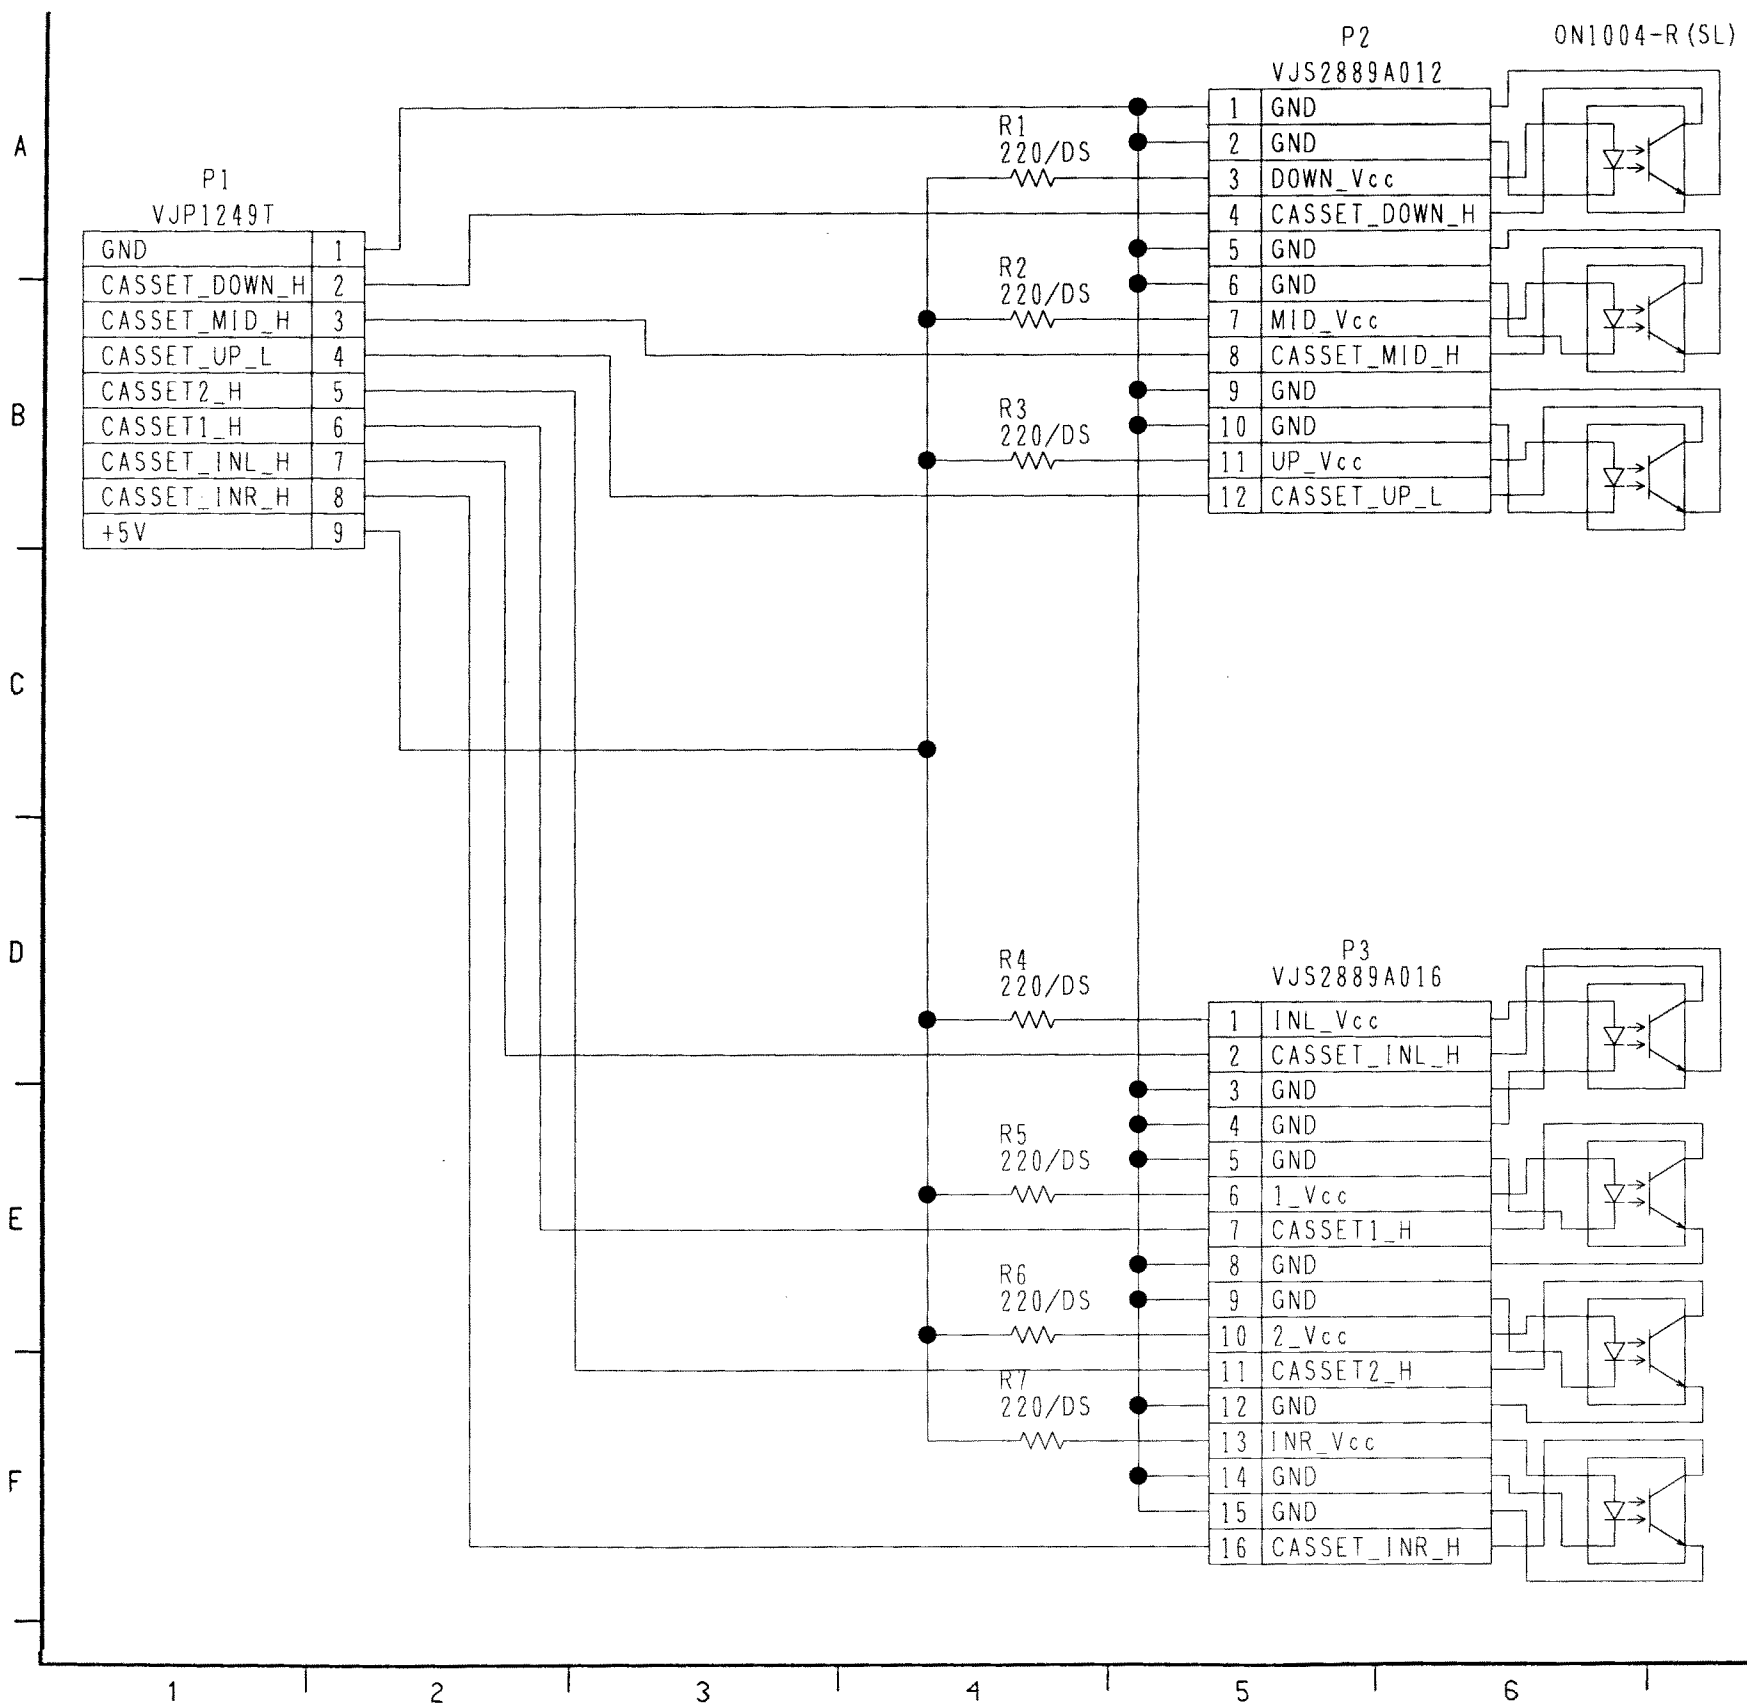 P2
ON1004-R(SL)
VJS2889A012
1 GND
2 GND
3 DOWN_Vcc
4 CASSET_DOWN_H
5 GND
6 GND
7 MID_Vcc
8 CASSET_MID_H
9 GND
10 GND
11 UP_Vcc
12 CASSET_UP_L
R1
220/DS
R2
220/DS
R3
220/DS
P1
VJP1249T
GND 1
CASSET_DOWN_H 2
CASSET_MID_H 3
CASSET_UP_L 4
CASSET2_H 5
CASSET1_H 6
CASSET_INL_H 7
CASSET_INR_H 8
+5V 9
R4
220/DS
R5
220/DS
R6
220/DS
R7
220/DS
P3
VJS2889A016
1 INL_Vcc
2 CASSET_INL_H
3 GND
4 GND
5 GND
6 1_Vcc
7 CASSET1_H
8 GND
9 GND
10 2_Vcc
11 CASSET2_H
12 GND
13 INR_Vcc
14 GND
15 GND
16 CASSET_INR_H
A
B
C
D
E
F
1 2 3 4 5 6